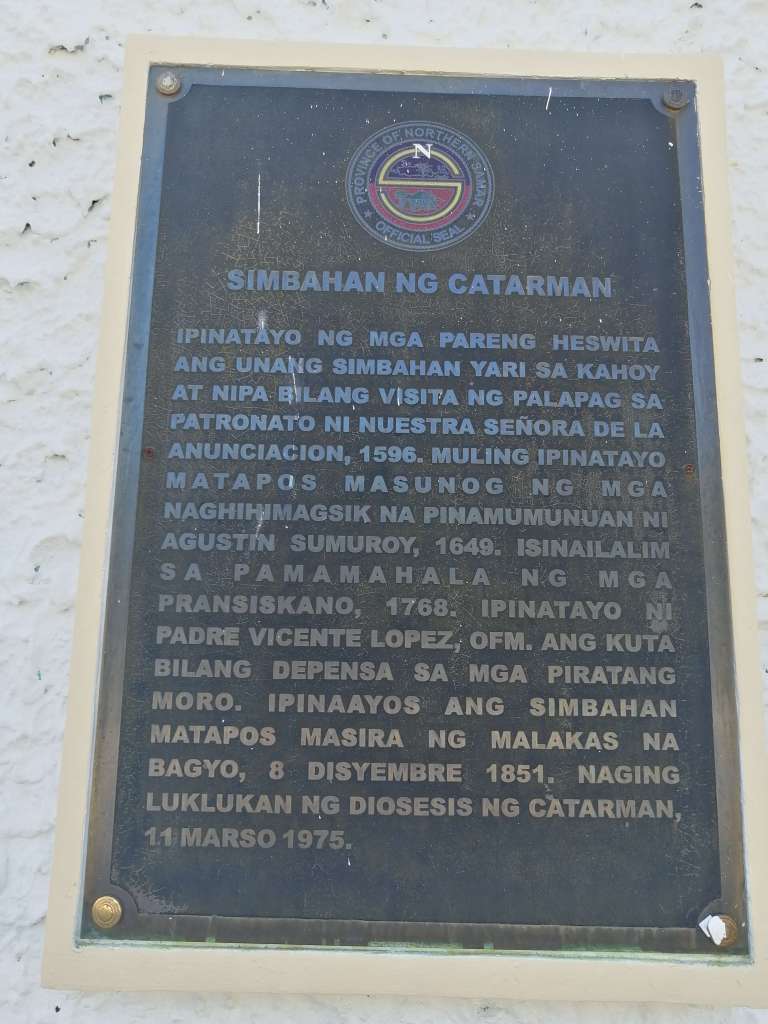 PROVINCE OF NORTHERN SAMAR
N
S
OFFICIAL SEAL
SIMBAHAN NG CATARMAN
IPINATAYO NG MGA PARENG HESWITA
ANG UNANG SIMBAHAN YARI SA KAHOY
AT NIPA BILANG VISITA NG PALAPAG SA
PATRONATO NI NUESTRA SEÑORA DE LA
ANUNCIACION, 1596. MULING IPINATAYO
MATAPOS MASUNOG NG MGA
NAGHIHIMAGSIK NA PINAMUMUNUAN NI
AGUSTIN SUMUROY, 1649. ISINAILALIM
SA PAMAMAHALA NG MGA
PRANSISKANO, 1768. IPINATAYO NI
PADRE VICENTE LOPEZ, OFM. ANG KUTA
BILANG DEPENSA SA MGA PIRATANG
MORO. IPINAAYOS ANG SIMBAHAN
MATAPOS MASIRA NG MALAKAS NA
BAGYO, 8 DISYEMBRE 1851. NAGING
LUKLUKAN NG DIOSESIS NG CATARMAN,
11 MARSO 1975.